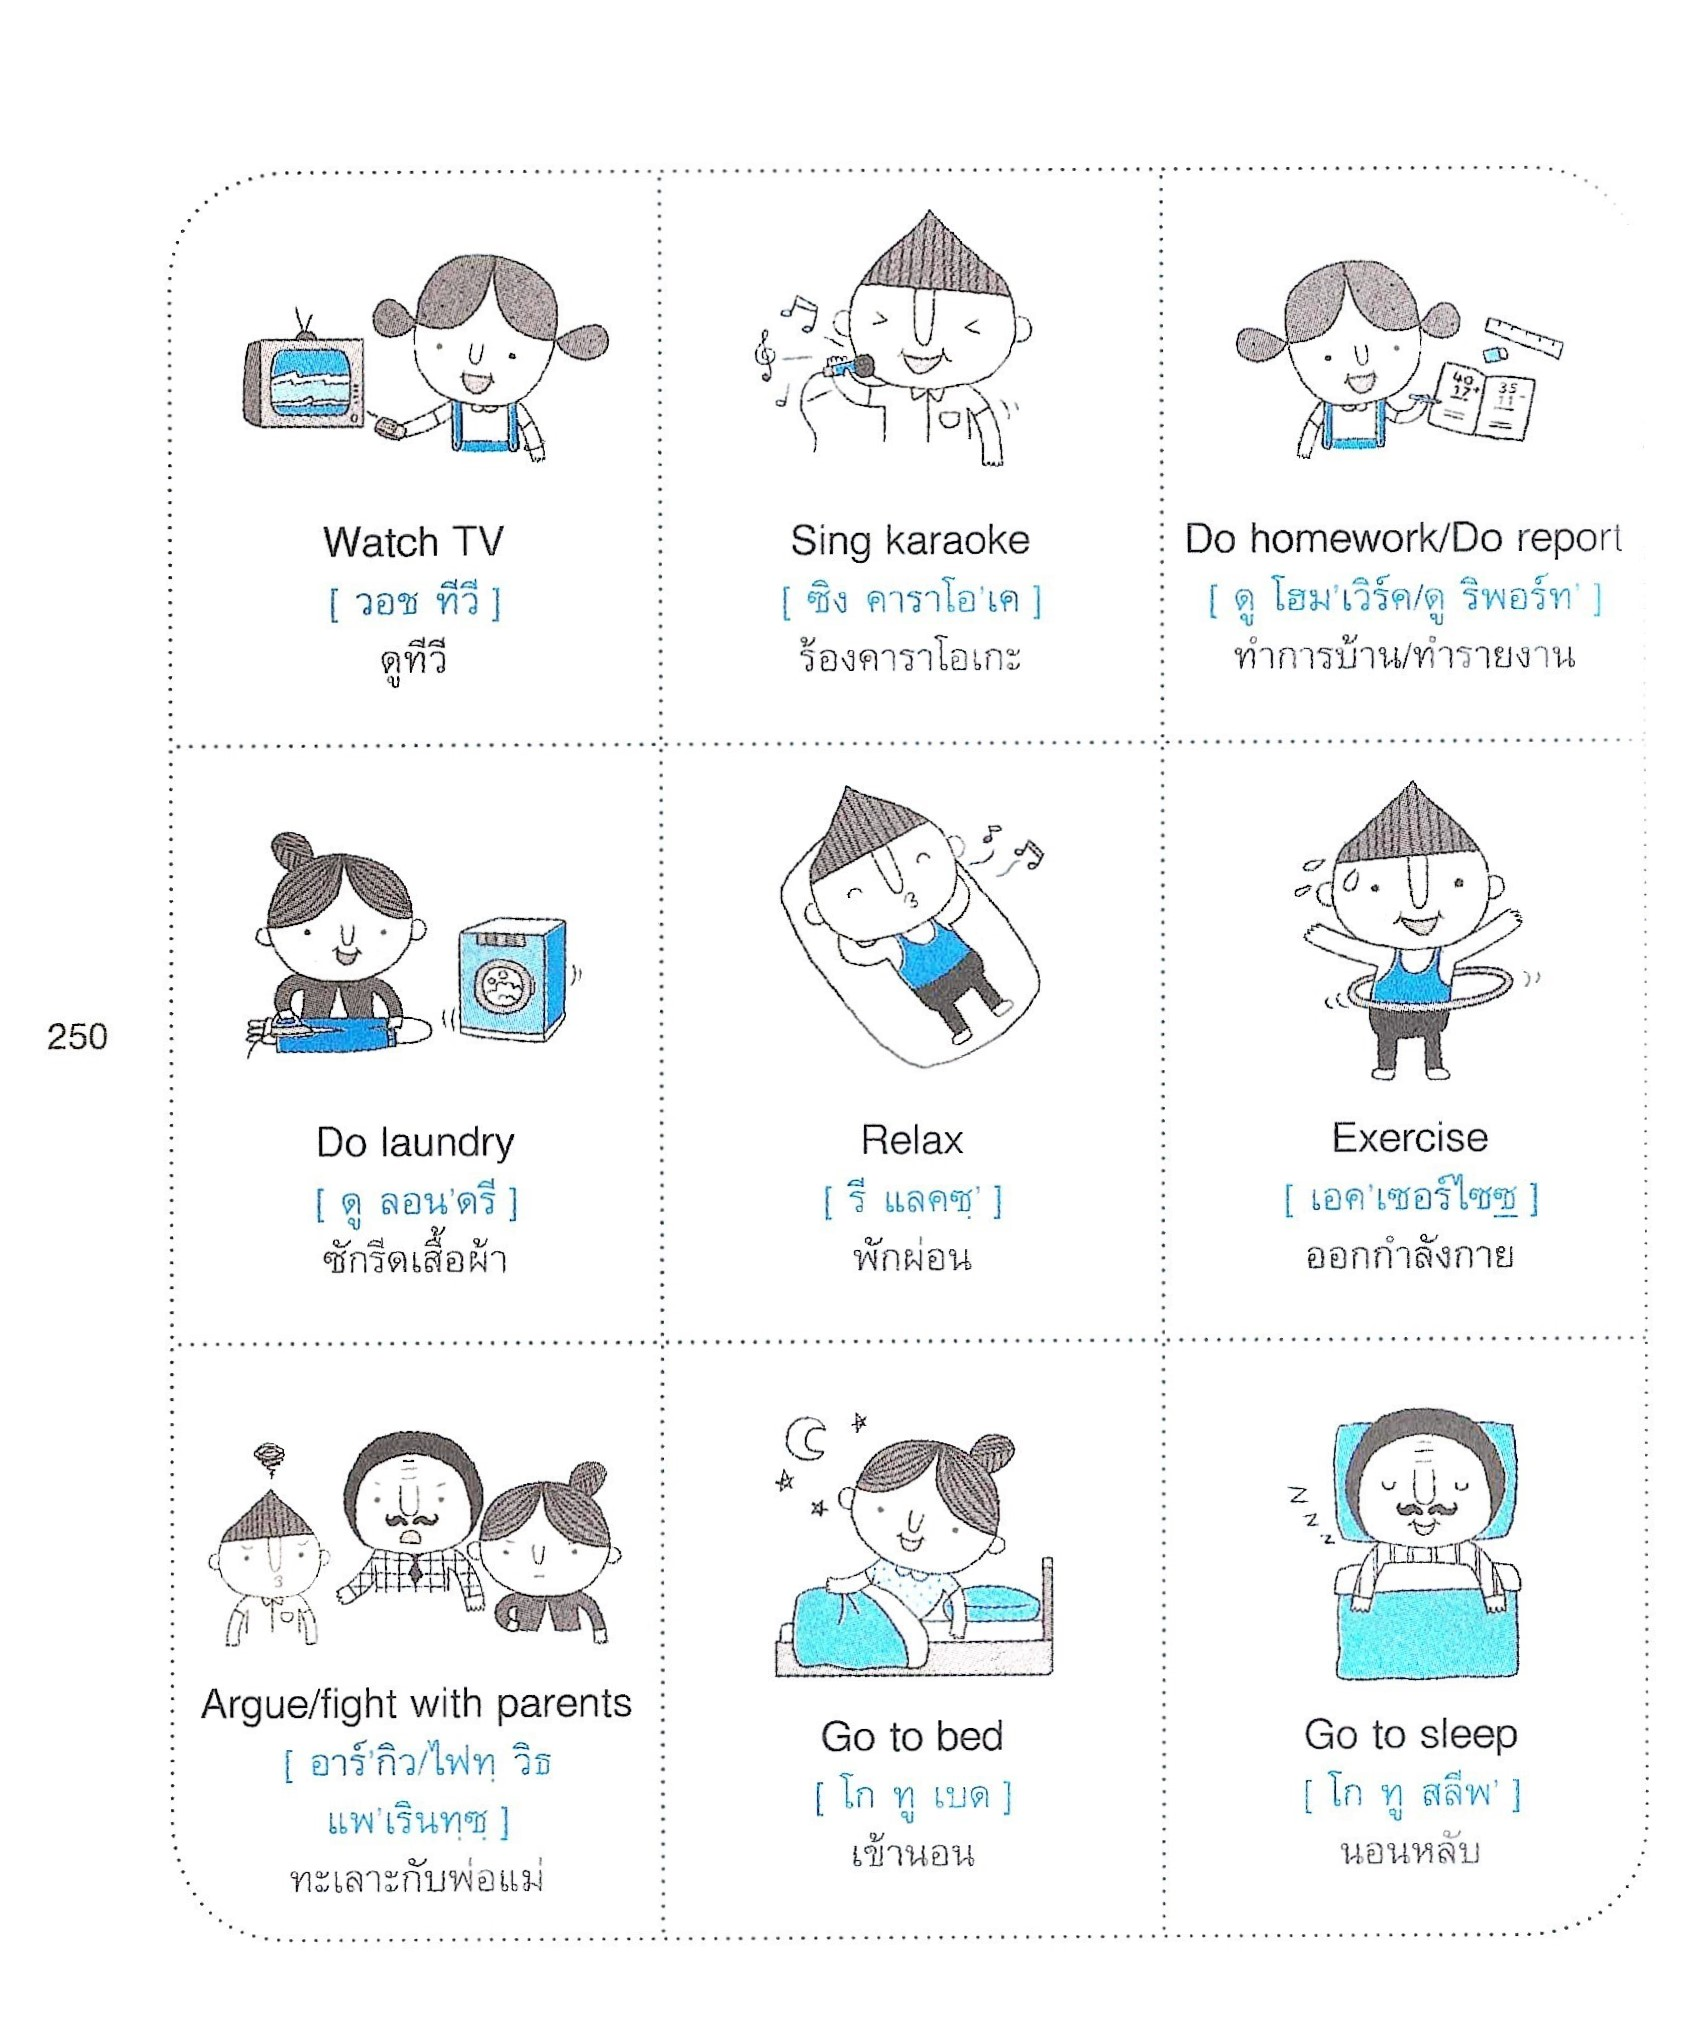 Watch TV
[ วอช ทีวี ]
ดูทีวี
Sing karaoke
[ ซิง คาราโอ'เค ]
ร้องคาราโอเกะ
Do homework/Do report
[ ดู โฮม'เวิร์ค/ดู ริพอร์ท' ]
ทำการบ้าน/ทำรายงาน
250
Do laundry
[ ดู ลอน'ดรี ]
ซักรีดเสื้อผ้า
Relax
[ รี แลคซฺ' ]
พักผ่อน
Exercise
[ เอค'เซอร์ไซซ ]
ออกกำลังกาย
Argue/fight with parents
[ อาร์'กิว/ไฟทฺ วิธ
แพ'เรินทฺซฺ ]
ทะเลาะกับพ่อแม่
Go to bed
[ โก ทู เบด ]
เข้านอน
Go to sleep
[ โก ทู สลีพ' ]
นอนหลับ